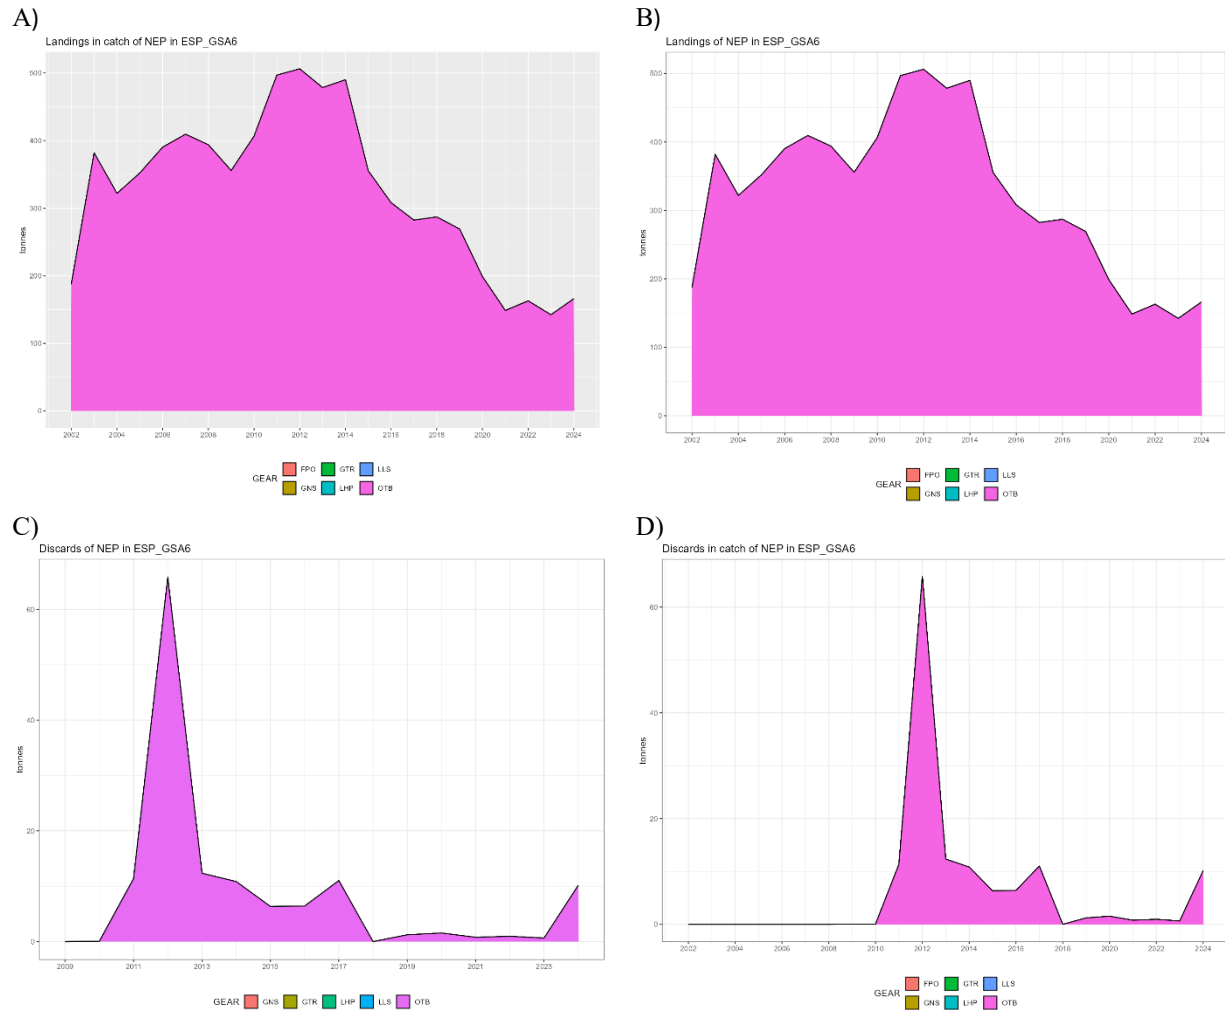 A)
Landings in catch of NEP in ESP_GSA6
500
400
300
200
100
0
tonnes
2002 2004 2006 2008 2010 2012 2014 2016 2018 2020 2022 2024
GEAR FPO GTR LLS
GNS LHP OTB
B)
Landings of NEP in ESP_GSA6
500
400
300
200
100
0
tonnes
2002 2004 2006 2008 2010 2012 2014 2016 2018 2020 2022 2024
GEAR FPO GTR LLS
GNS LHP OTB
C)
Discards of NEP in ESP_GSA6
60
40
20
0
tonnes
2009 2011 2013 2015 2017 2019 2021 2023
GEAR GNS GTR LHP LLS OTB
D)
Discards in catch of NEP in ESP_GSA6
60
40
20
0
tonnes
2002 2004 2006 2008 2010 2012 2014 2016 2018 2020 2022 2024
GEAR FPO GTR LLS
GNS LHP OTB